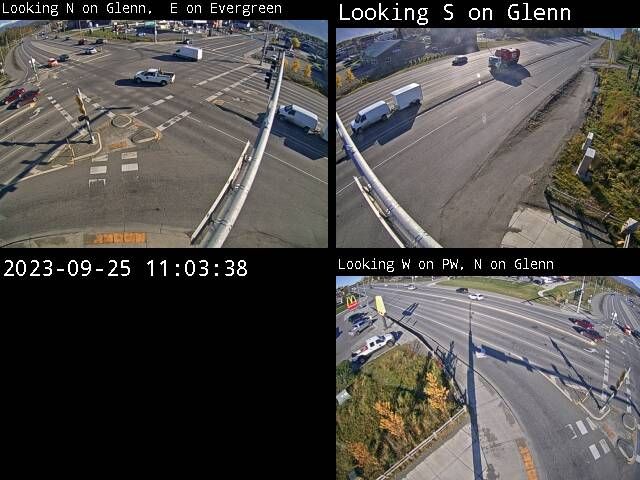 Looking N on Glenn,  E on Evergreen
Looking S on Glenn
2023-09-25 11:03:38
Looking W on PW, N on Glenn